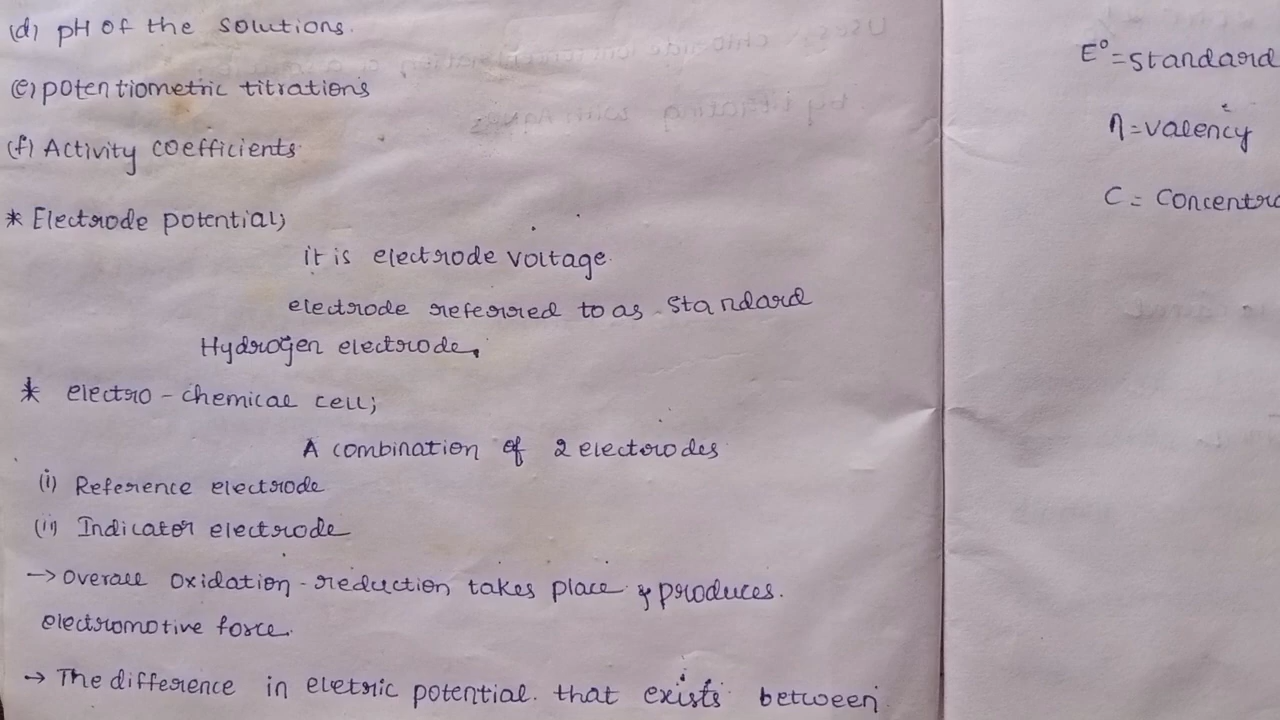 (d) pH of the solutions.
(e) potentiometric titrations
(f) Activity coefficients
* Electrode potential;
it is electrode voltage.
electrode referred to as standard
Hydrogen electrode.
* electro-chemical cell;
A combination of 2 electrodes
(i) Reference electrode
(ii) Indicator electrode
→ Overall oxidation-reduction takes place & produces.
electromotive force.
→ The difference in eletric potential. that exists between
E° = Standard
η = valency
C = Concentra